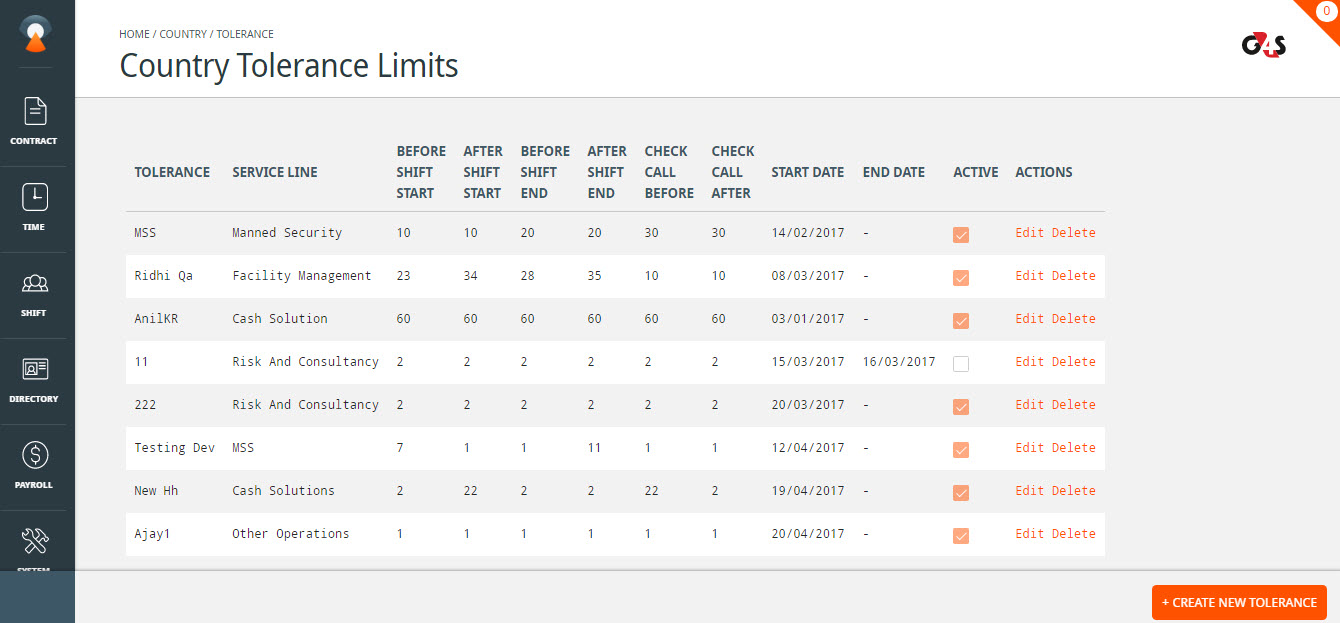 0
HOME / COUNTRY / TOLERANCE
Country Tolerance Limits
G4S
CONTRACT
TIME
SHIFT
DIRECTORY
PAYROLL
SYSTEM
TOLERANCE SERVICE LINE BEFORE SHIFT START AFTER SHIFT START BEFORE SHIFT END AFTER SHIFT END CHECK CALL BEFORE CHECK CALL AFTER START DATE END DATE ACTIVE ACTIONS
MSS Manned Security 10 10 20 20 30 30 14/02/2017 - Edit Delete
Ridhi Qa Facility Management 23 34 28 35 10 10 08/03/2017 - Edit Delete
AnilKR Cash Solution 60 60 60 60 60 60 03/01/2017 - Edit Delete
11 Risk And Consultancy 2 2 2 2 2 2 15/03/2017 16/03/2017 Edit Delete
222 Risk And Consultancy 2 2 2 2 2 2 20/03/2017 - Edit Delete
Testing Dev MSS 7 1 1 11 1 1 12/04/2017 - Edit Delete
New Hh Cash Solutions 2 22 2 2 22 2 19/04/2017 - Edit Delete
Ajay1 Other Operations 1 1 1 1 1 1 20/04/2017 - Edit Delete
+ CREATE NEW TOLERANCE